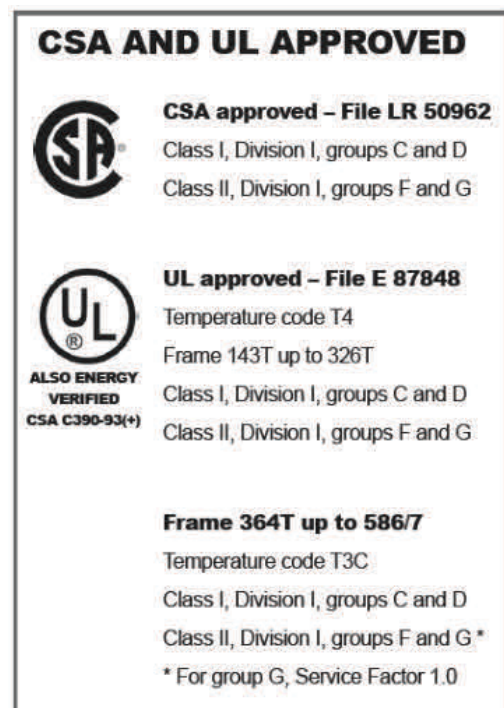 CSA AND UL APPROVED
CSA approved – File LR 50962
Class I, Division I, groups C and D
Class II, Division I, groups F and G
CSA ®
UL approved – File E 87848
Temperature code T4
Frame 143T up to 326T
Class I, Division I, groups C and D
Class II, Division I, groups F and G
UL ®
ALSO ENERGY
VERIFIED
CSA C390-93(+)
Frame 364T up to 586/7
Temperature code T3C
Class I, Division I, groups C and D
Class II, Division I, groups F and G *
* For group G, Service Factor 1.0